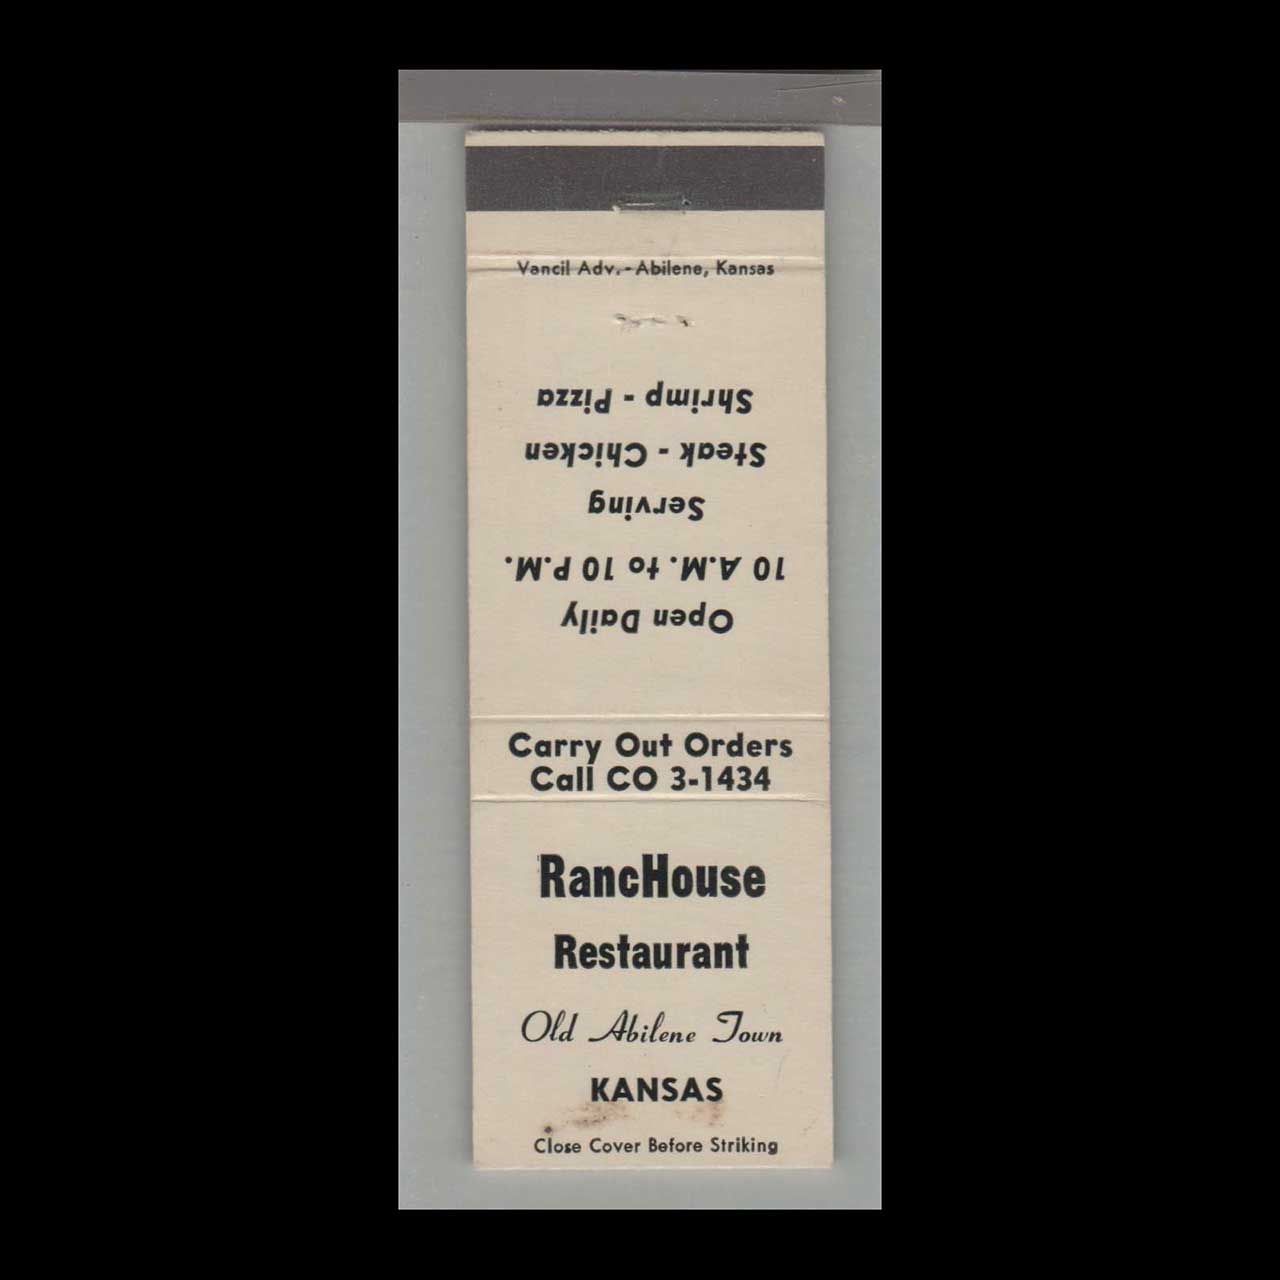 Vancil Adv. - Abilene, Kansas
Open Daily
10 A.M. to 10 P.M.
Serving
Steak - Chicken
Shrimp - Pizza
Carry Out Orders
Call CO 3-1434
RancHouse
Restaurant
Old Abilene Town
KANSAS
Close Cover Before Striking